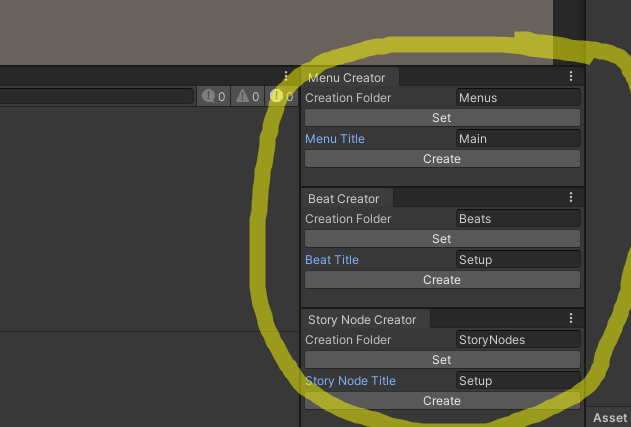 Menu Creator
0 0 0
Creation Folder Menus
Set
Menu Title Main
Create
Beat Creator
Creation Folder Beats
Set
Beat Title Setup
Create
Story Node Creator
Creation Folder StoryNodes
Set
Story Node Title Setup
Create
Asset